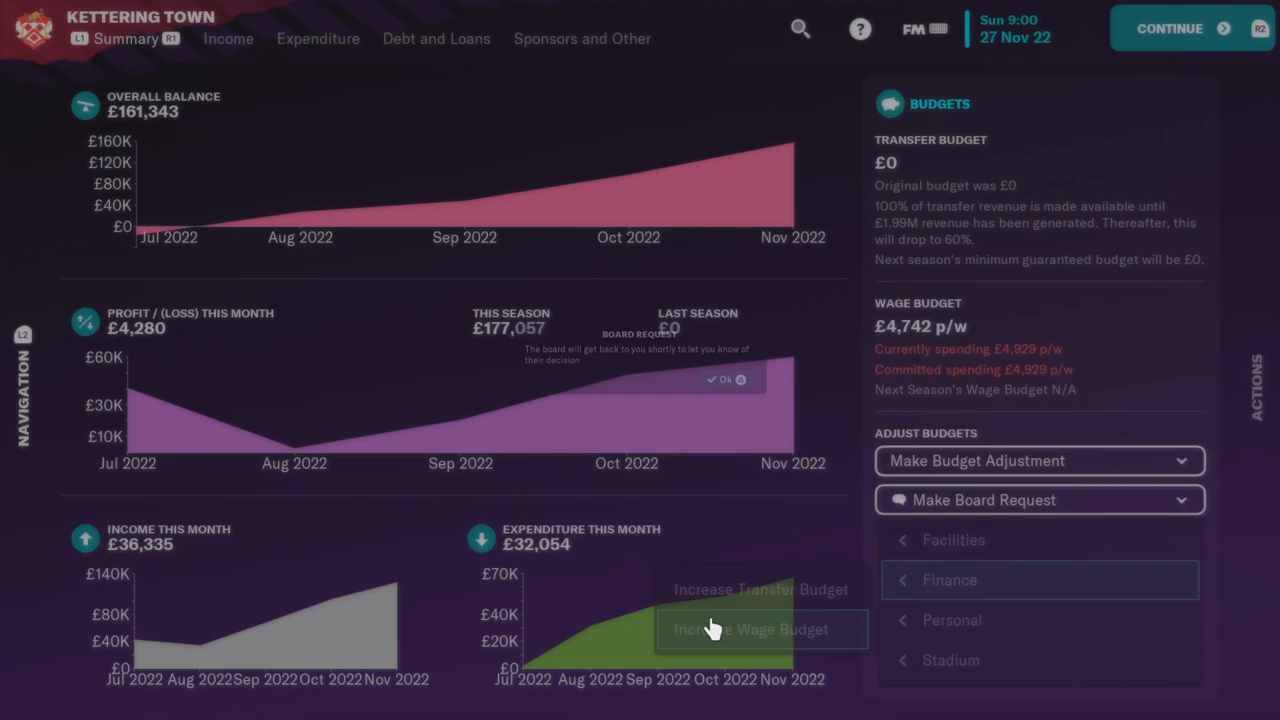 KETTERING TOWN
L1 Summary R1 Income Expenditure Debt and Loans Sponsors and Other
FM
Sun 9:00
27 Nov 22
CONTINUE R2
OVERALL BALANCE
£161,343
£160K
£120K
£80K
£40K
£0
Jul 2022 Aug 2022 Sep 2022 Oct 2022 Nov 2022
PROFIT / (LOSS) THIS MONTH
£4,280
THIS SEASON
£177,057
LAST SEASON
£0
BOARD REQUEST
The board will get back to you shortly to let you know of
their decision
Ok A
£60K
£30K
£10K
Jul 2022 Aug 2022 Sep 2022 Oct 2022 Nov 2022
INCOME THIS MONTH
£36,335
£140K
£80K
£40K
£0
Jul 2022 Aug 2022 Sep 2022 Oct 2022 Nov 2022
EXPENDITURE THIS MONTH
£32,054
£70K
£40K
£20K
£0
Jul 2022 Aug 2022 Sep 2022 Oct 2022 Nov 2022
Increase Transfer Budget
Increase Wage Budget
BUDGETS
TRANSFER BUDGET
£0
Original budget was £0
100% of transfer revenue is made available until
£1.99M revenue has been generated. Thereafter, this
will drop to 60%.
Next season's minimum guaranteed budget will be £0.
WAGE BUDGET
£4,742 p/w
Currently spending £4,929 p/w
Committed spending £4,929 p/w
Next Season's Wage Budget N/A
ADJUST BUDGETS
Make Budget Adjustment
Make Board Request
Facilities
Finance
Personal
Stadium
L2
NAVIGATION
ACTIONS